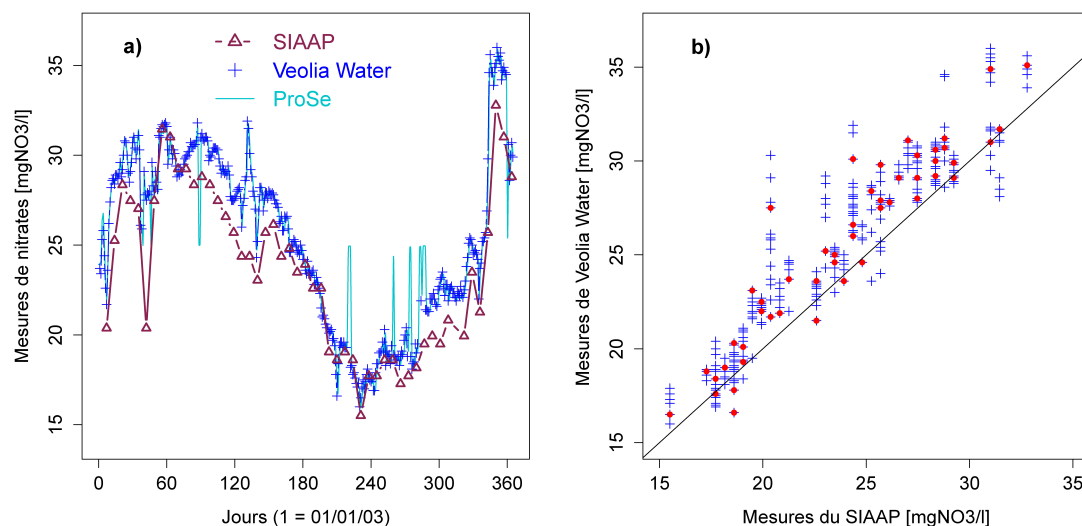 a)
SIAAP
Veolia Water
ProSe
Mesures de nitrates [mgNO3/l]
15
20
25
30
35
0
60
120
180
240
300
360
Jours (1 = 01/01/03)
b)
Mesures de Veolia Water [mgNO3/l]
15
20
25
30
35
15
20
25
30
35
Mesures du SIAAP [mgNO3/l]